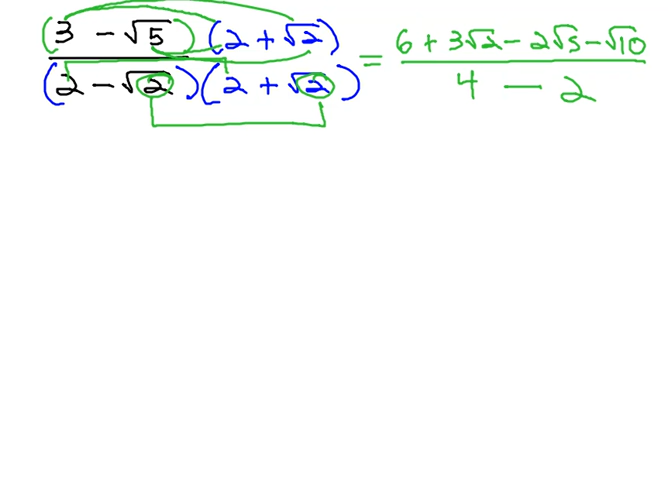 (3 - √5)(2 + √2) / (2 - √2)(2 + √2) = 6 + 3√2 - 2√5 - √10 / 4 - 2